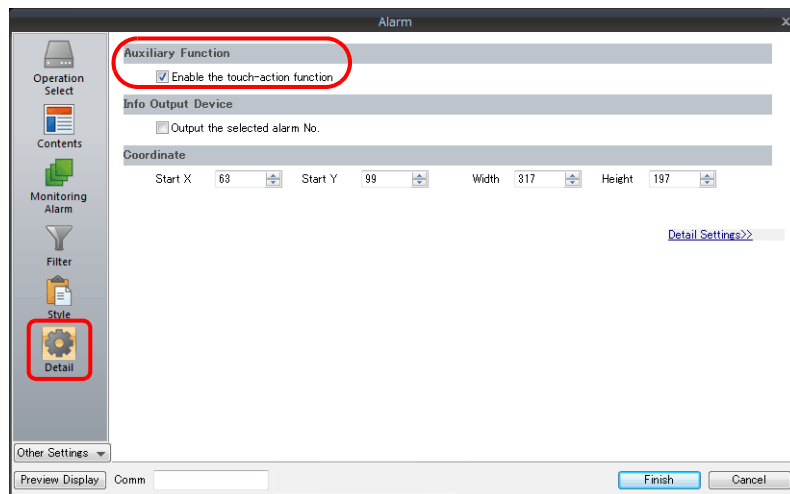 Alarm
x
Operation
Select
Contents
Monitoring
Alarm
Filter
Style
Detail
Other Settings
Auxiliary Function
Enable the touch-action function
Info Output Device
Output the selected alarm No.
Coordinate
Start X 63 Start Y 99 Width 317 Height 197
Detail Settings>>
Preview Display Comm Finish Cancel